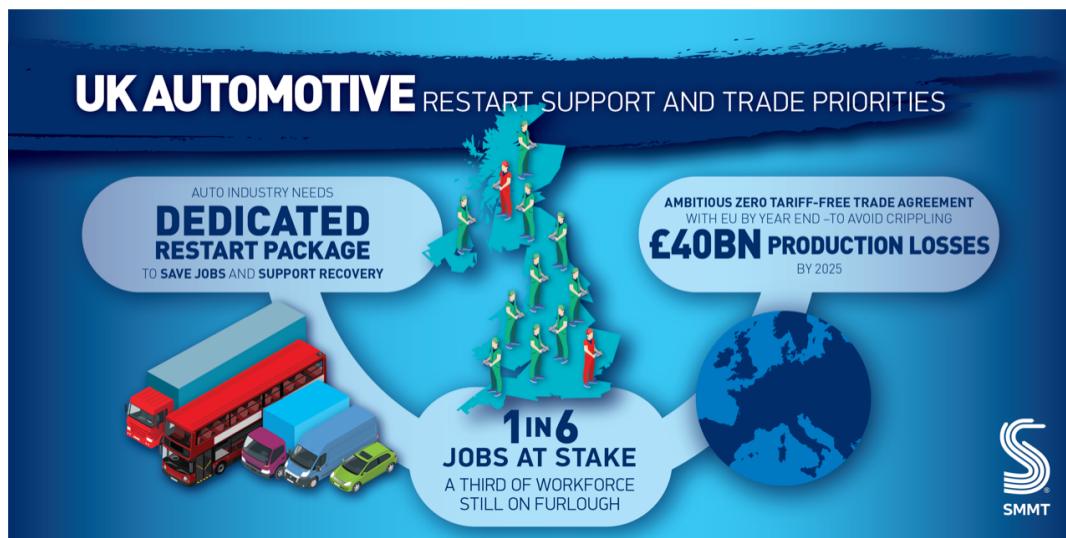 UK AUTOMOTIVE RESTART SUPPORT AND TRADE PRIORITIES
AUTO INDUSTRY NEEDS
DEDICATED
RESTART PACKAGE
TO SAVE JOBS AND SUPPORT RECOVERY
AMBITIOUS ZERO TARIFF-FREE TRADE AGREEMENT
WITH EU BY YEAR END –TO AVOID CRIPPLING
£40BN PRODUCTION LOSSES
BY 2025
1 IN 6
JOBS AT STAKE
A THIRD OF WORKFORCE
STILL ON FURLOUGH
SMMT